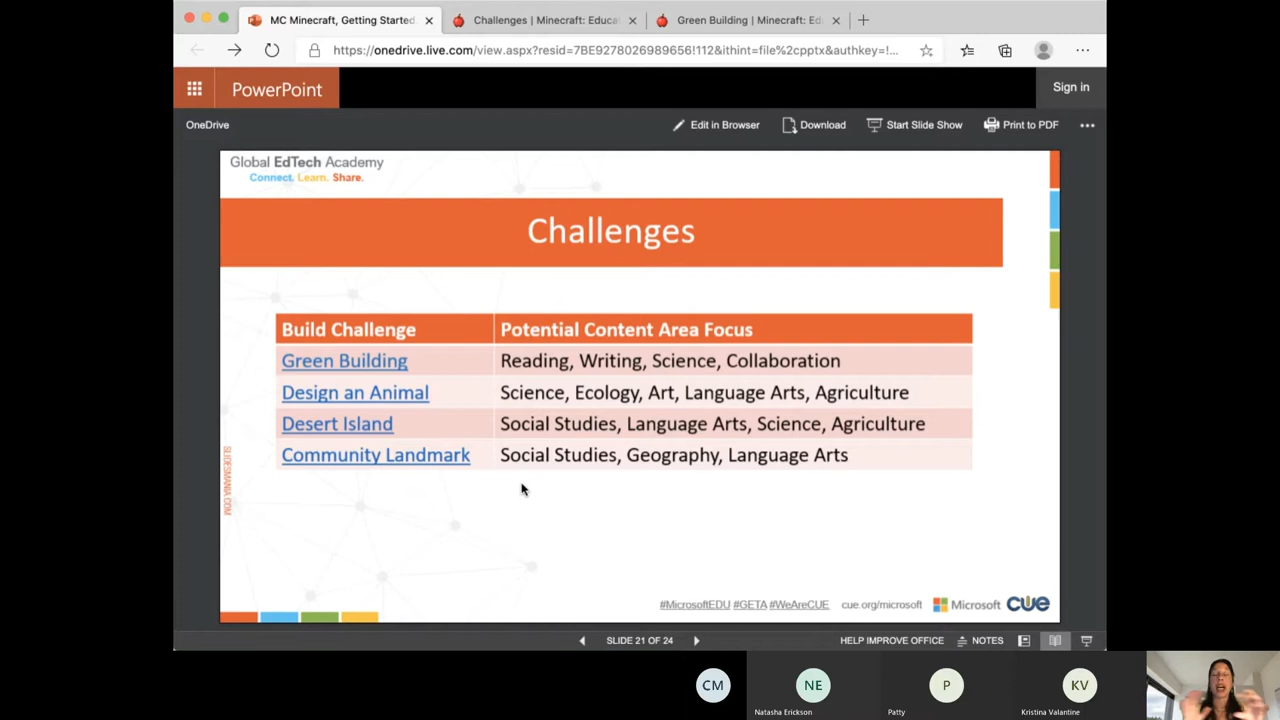 MC Minecraft, Getting Started.
Challenges | Minecraft: Educa
Green Building | Minecraft: Ed
https://onedrive.live.com/view.aspx?resid=7BE9278026989656!112&ithint=file%2cpptx&authkey=!...
PowerPoint
Sign in
OneDrive
Edit in Browser
Download
Start Slide Show
Print to PDF
Global EdTech Academy
Connect. Learn. Share.
Challenges
Build Challenge Potential Content Area Focus
Green Building Reading, Writing, Science, Collaboration
Design an Animal Science, Ecology, Art, Language Arts, Agriculture
Desert Island Social Studies, Language Arts, Science, Agriculture
Community Landmark Social Studies, Geography, Language Arts
SLIDESMANIA.COM
#MicrosoftEDU #GETA #WeAreCUE cue.org/microsoft Microsoft cue
SLIDE 21 OF 24
HELP IMPROVE OFFICE
NOTES
CM
NE
P
KV
Natasha Erickson
Patty
Kristina Valantine